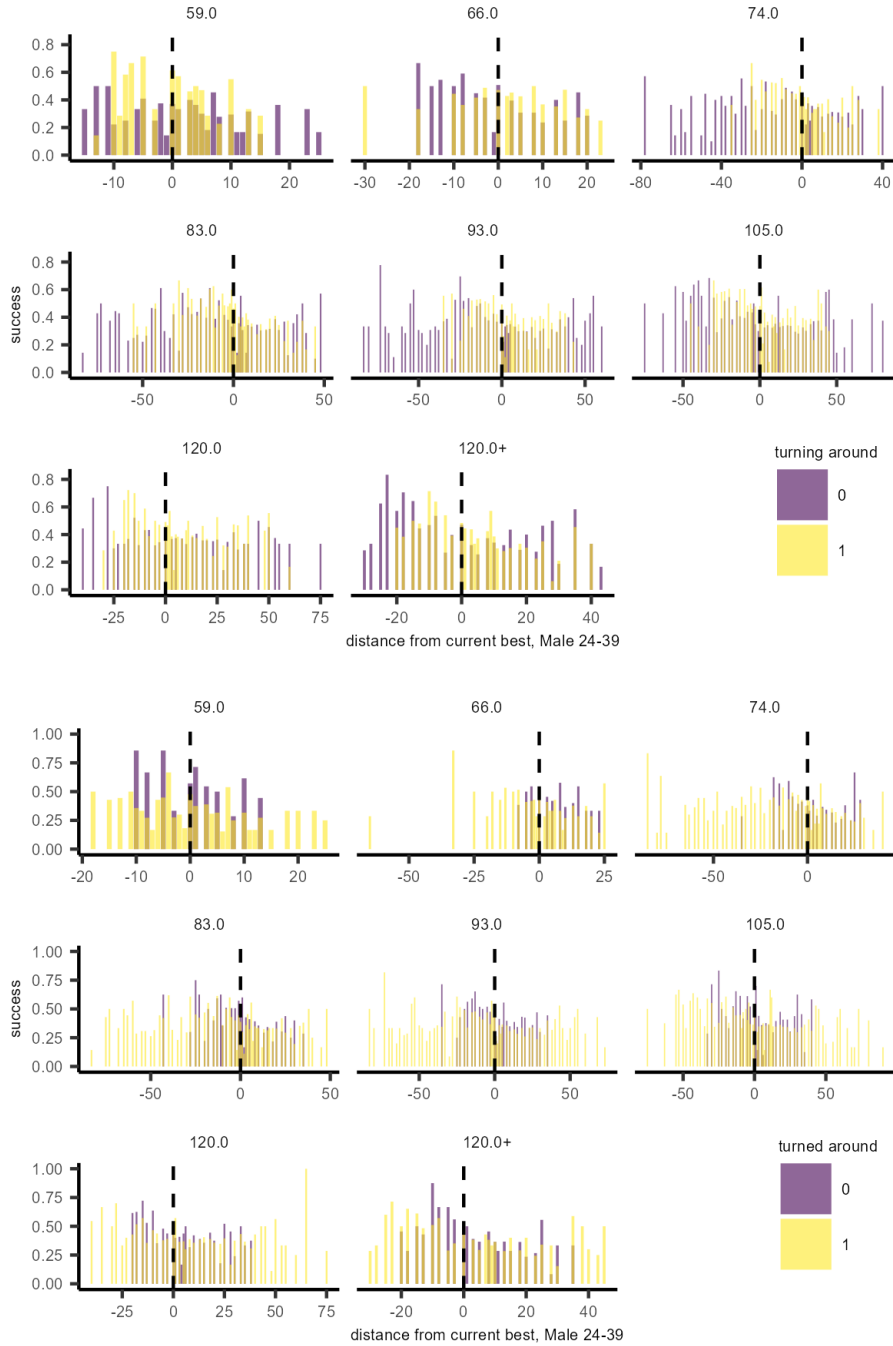 59.0 66.0 74.0
0.8
0.6
0.4
0.2
0.0
-10 0 10 20 -30 -20 -10 0 10 20 -80 -40 0 40
83.0 93.0 105.0
success
0.8
0.6
0.4
0.2
0.0
-50 0 50 -50 0 50 -50 0 50
120.0 120.0+
0.8
0.6
0.4
0.2
0.0
-25 0 25 50 75 -20 0 20 40
distance from current best, Male 24-39
turning around
0
1
59.0 66.0 74.0
1.00
0.75
0.50
0.25
0.00
-20 -10 0 10 20 -50 -25 0 25 -50 0
83.0 93.0 105.0
success
1.00
0.75
0.50
0.25
0.00
-50 0 50 -50 0 50 -50 0 50
120.0 120.0+
1.00
0.75
0.50
0.25
0.00
-25 0 25 50 75 -20 0 20 40
distance from current best, Male 24-39
turned around
0
1